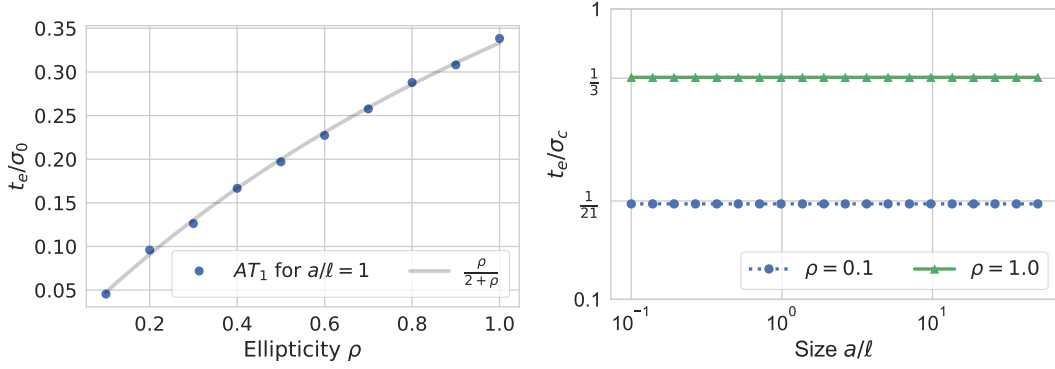 0.35
0.30
0.25
0.20
0.15
0.10
0.05
t_e/σ_0
0.2 0.4 0.6 0.8 1.0
Ellipticity ρ
AT_1 for a/ℓ = 1
ρ/(2 + ρ)
1
1/3
1/21
0.1
t_e/σ_c
10^−1 10^0 10^1
Size a/ℓ
ρ = 0.1 ρ = 1.0